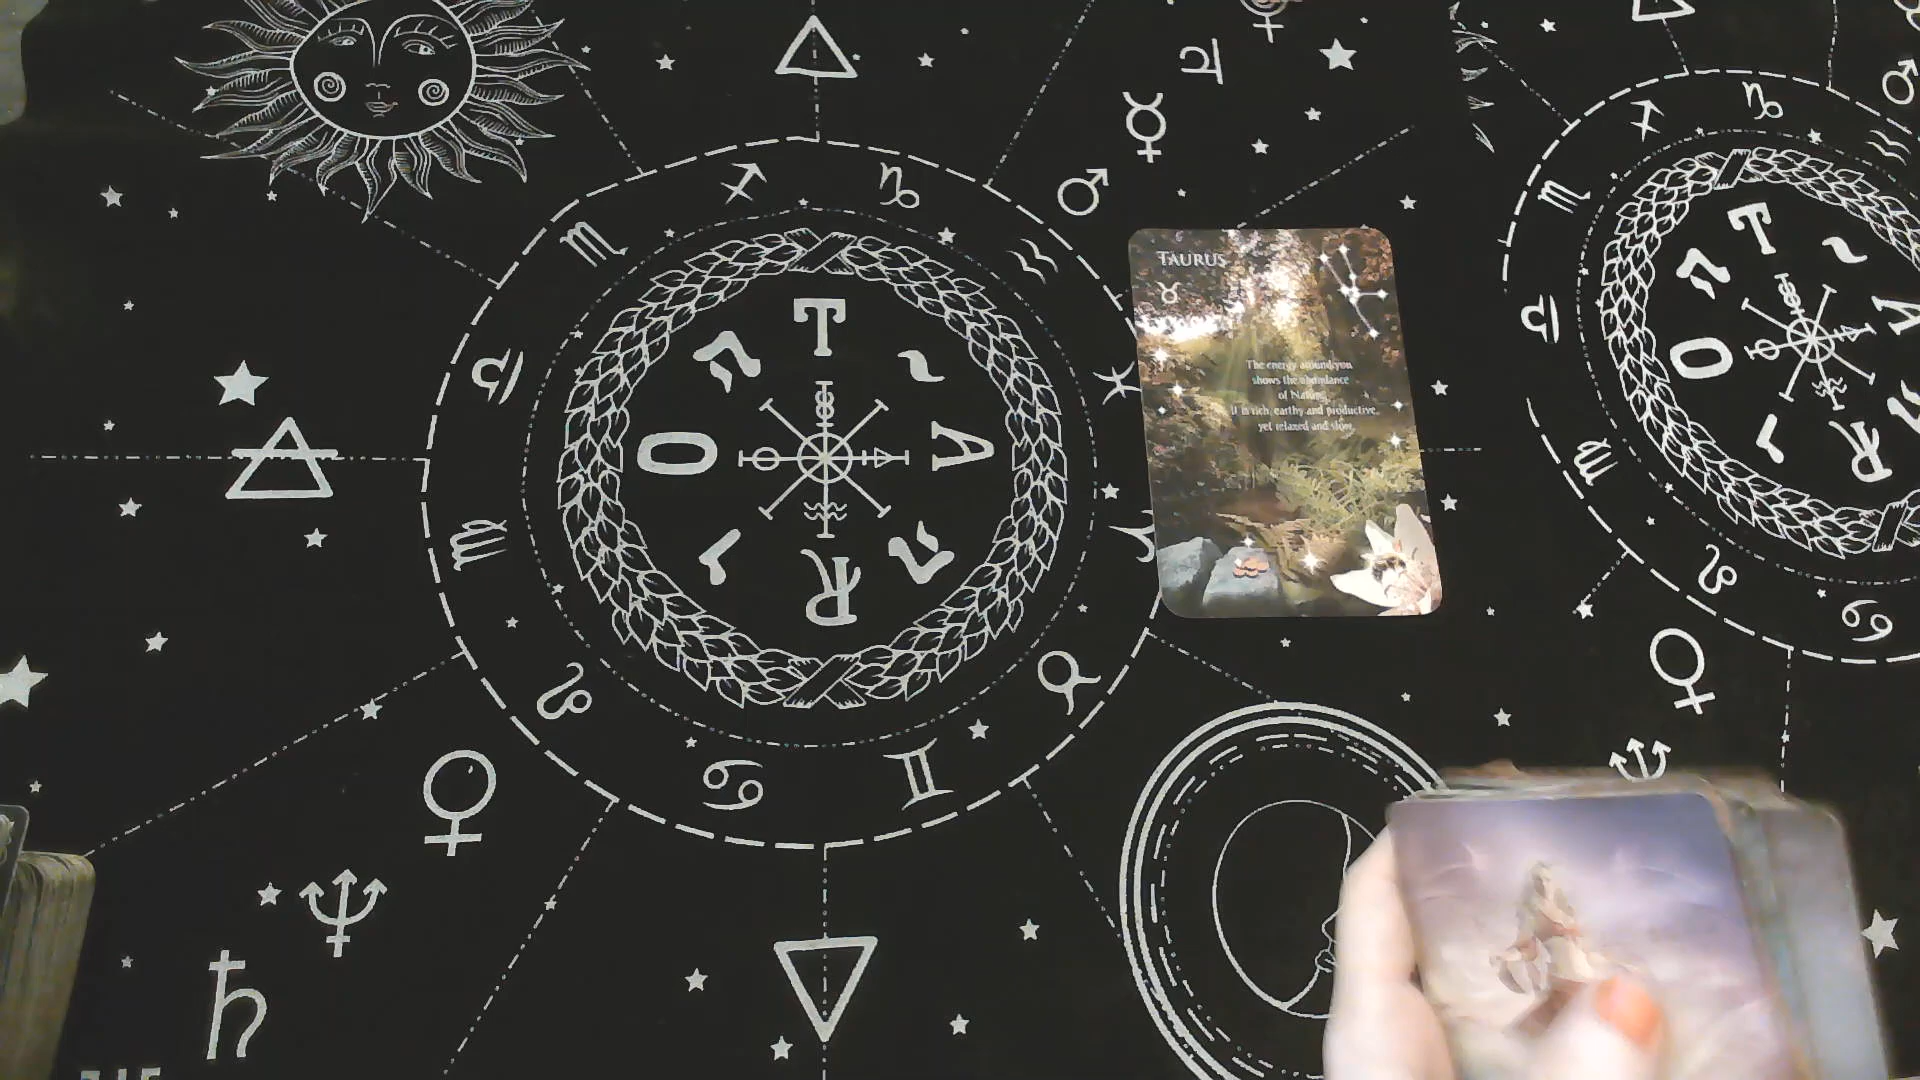 TAURUS
The energy around you
shows the abundance
of Nature.
It is rich, earthy and productive,
yet relaxed and slow.
T
A
O
R